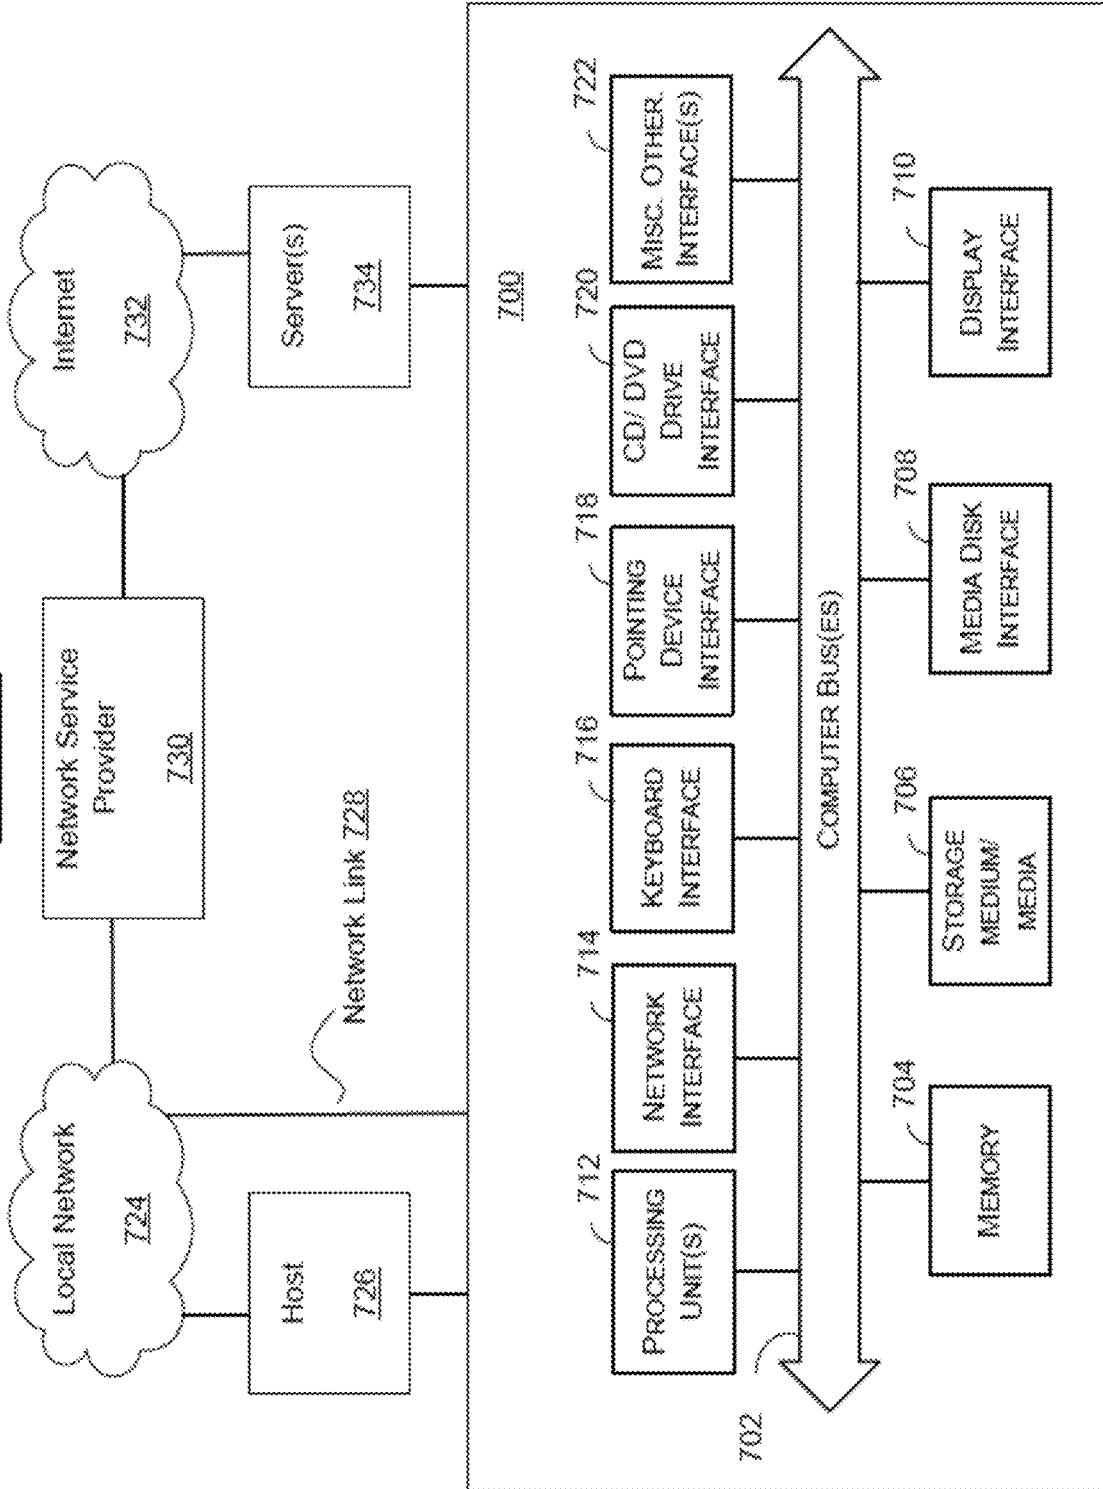 Local Network
724
Network Service
Provider
730
Internet
732
Host
726
Network Link 728
Server(s)
734
700
712
PROCESSING
UNIT(S)
714
NETWORK
INTERFACE
716
KEYBOARD
INTERFACE
718
POINTING
DEVICE
INTERFACE
720
CD/ DVD
DRIVE
INTERFACE
722
MISC. OTHER.
INTERFACE(S)
702
COMPUTER BUS(ES)
704
MEMORY
706
STORAGE
MEDIUM/
MEDIA
708
MEDIA DISK
INTERFACE
710
DISPLAY
INTERFACE